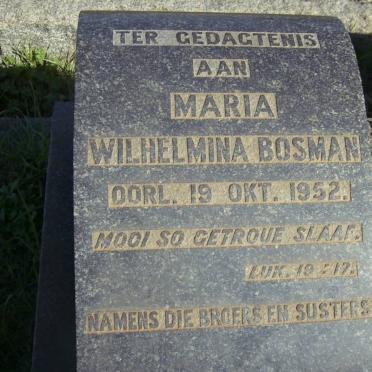 TER GEDAGTENIS
AAN
MARIA
WILHELMINA BOSMAN
OORL. 19 OKT. 1952.
MOOI SO GETROUE SLAAF.
LUK. 19:17.
NAMENS DIE BROERS EN SUSTERS